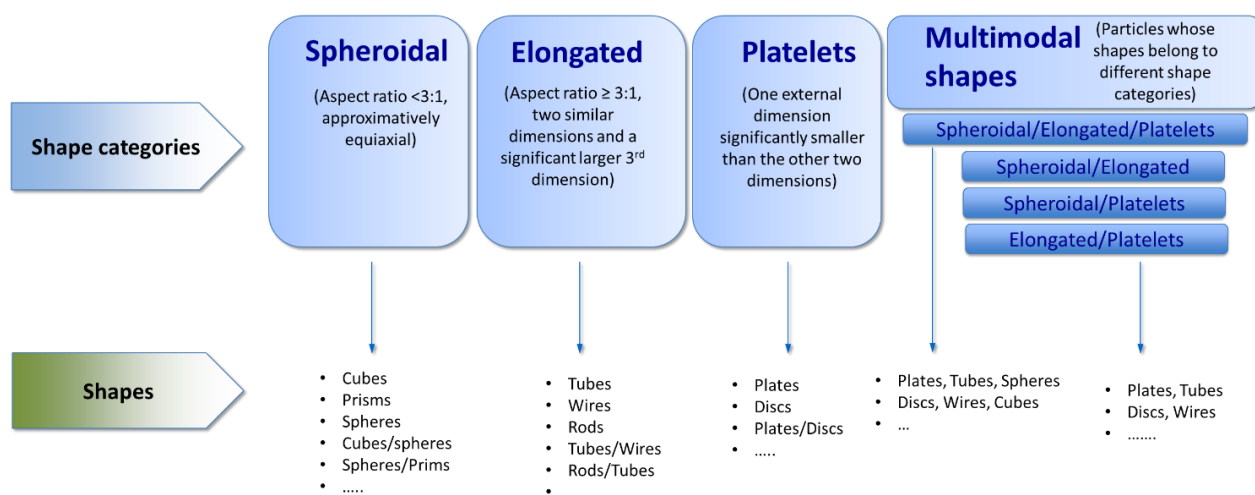 Shape categories
Spheroidal
(Aspect ratio <3:1,
approximatively
equiaxial)
Elongated
(Aspect ratio ≥ 3:1,
two similar
dimensions and a
significant larger 3rd
dimension)
Platelets
(One external
dimension
significantly smaller
than the other two
dimensions)
Multimodal
shapes
(Particles whose
shapes belong to
different shape
categories)
Spheroidal/Elongated/Platelets
Spheroidal/Elongated
Spheroidal/Platelets
Elongated/Platelets
Shapes
• Cubes
• Prisms
• Spheres
• Cubes/spheres
• Spheres/Prims
• .....
• Tubes
• Wires
• Rods
• Tubes/Wires
• Rods/Tubes
•
• Plates
• Discs
• Plates/Discs
• .....
• Plates, Tubes, Spheres
• Discs, Wires, Cubes
• ...
• Plates, Tubes
• Discs, Wires
• .......